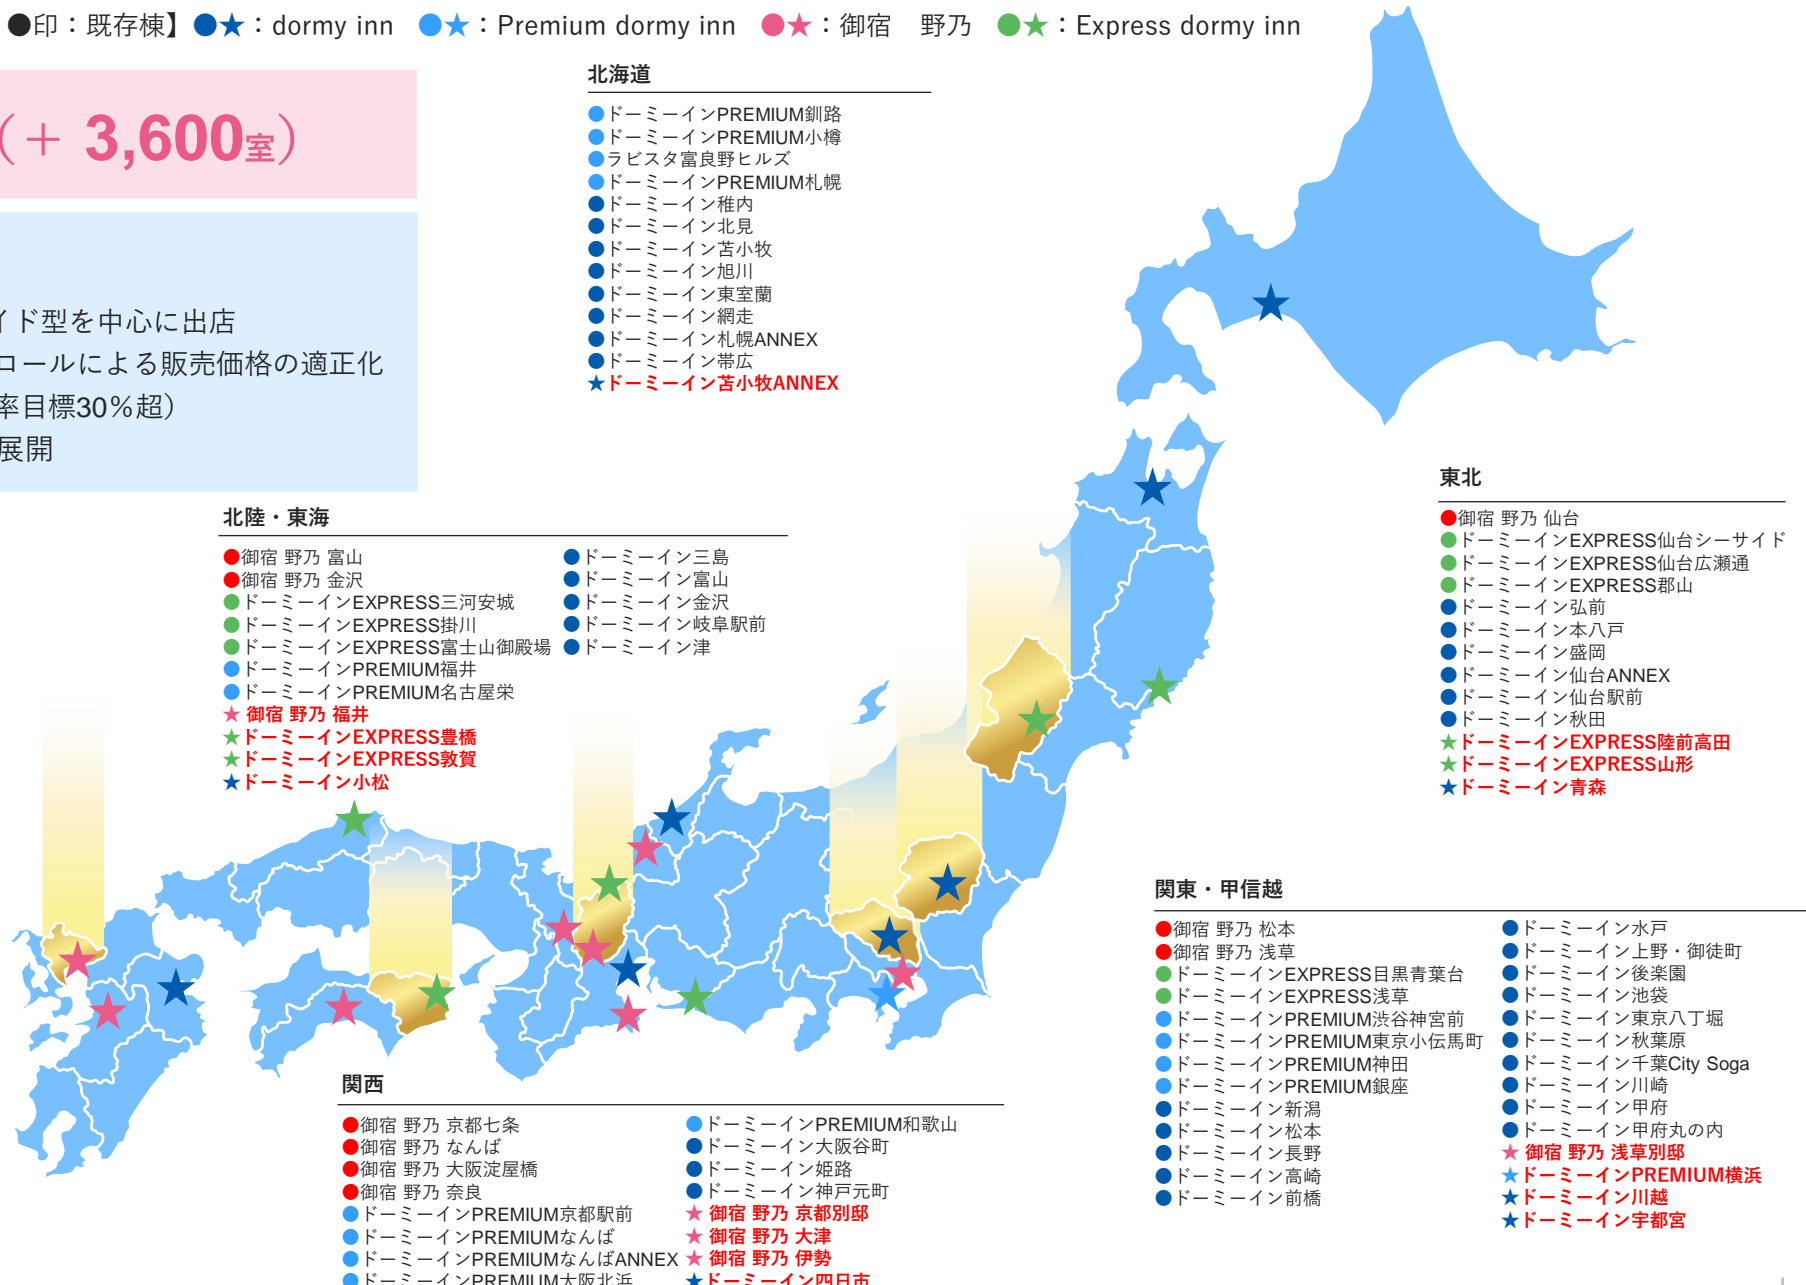 ●印：既存棟】●★：dormy inn ●★：Premium dormy inn ●★：御宿　野乃 ●★：Express dormy inn
（＋ 3,600室）
イド型を中心に出店
ロールによる販売価格の適正化
率目標30％超）
展開
北海道
●ドーミーインPREMIUM釧路
●ドーミーインPREMIUM小樽
●ラビスタ富良野ヒルズ
●ドーミーインPREMIUM札幌
●ドーミーイン稚内
●ドーミーイン北見
●ドーミーイン苫小牧
●ドーミーイン旭川
●ドーミーイン東室蘭
●ドーミーイン網走
●ドーミーイン札幌ANNEX
●ドーミーイン帯広
★ドーミーイン苫小牧ANNEX
東北
●御宿 野乃 仙台
●ドーミーインEXPRESS仙台シーサイド
●ドーミーインEXPRESS仙台広瀬通
●ドーミーインEXPRESS郡山
●ドーミーイン弘前
●ドーミーイン本八戸
●ドーミーイン盛岡
●ドーミーイン仙台ANNEX
●ドーミーイン仙台駅前
●ドーミーイン秋田
★ドーミーインEXPRESS陸前高田
★ドーミーインEXPRESS山形
★ドーミーイン青森
北陸・東海
●御宿 野乃 富山
●御宿 野乃 金沢
●ドーミーインEXPRESS三河安城
●ドーミーインEXPRESS掛川
●ドーミーインEXPRESS富士山御殿場
●ドーミーインPREMIUM福井
●ドーミーインPREMIUM名古屋栄
★ 御宿 野乃 福井
★ドーミーインEXPRESS豊橋
★ドーミーインEXPRESS敦賀
★ドーミーイン小松
●ドーミーイン三島
●ドーミーイン富山
●ドーミーイン金沢
●ドーミーイン岐阜駅前
●ドーミーイン津
関東・甲信越
●御宿 野乃 松本
●御宿 野乃 浅草
●ドーミーインEXPRESS目黒青葉台
●ドーミーインEXPRESS浅草
●ドーミーインPREMIUM渋谷神宮前
●ドーミーインPREMIUM東京小伝馬町
●ドーミーインPREMIUM神田
●ドーミーインPREMIUM銀座
●ドーミーイン新潟
●ドーミーイン松本
●ドーミーイン長野
●ドーミーイン高崎
●ドーミーイン前橋
●ドーミーイン水戸
●ドーミーイン上野・御徒町
●ドーミーイン後楽園
●ドーミーイン池袋
●ドーミーイン東京八丁堀
●ドーミーイン秋葉原
●ドーミーイン千葉City Soga
●ドーミーイン川崎
●ドーミーイン甲府
●ドーミーイン甲府丸の内
★ 御宿 野乃 浅草別邸
★ドーミーインPREMIUM横浜
★ドーミーイン川越
★ドーミーイン宇都宮
関西
●御宿 野乃 京都七条
●御宿 野乃 なんば
●御宿 野乃 大阪淀屋橋
●御宿 野乃 奈良
●ドーミーインPREMIUM京都駅前
●ドーミーインPREMIUMなんば
●ドーミーインPREMIUMなんばANNEX
●ドーミーインPREMIUM大阪北浜
●ドーミーインPREMIUM和歌山
●ドーミーイン大阪谷町
●ドーミーイン姫路
●ドーミーイン神戸元町
★ 御宿 野乃 京都別邸
★ 御宿 野乃 大津
★ 御宿 野乃 伊勢
★ドーミーイン四日市